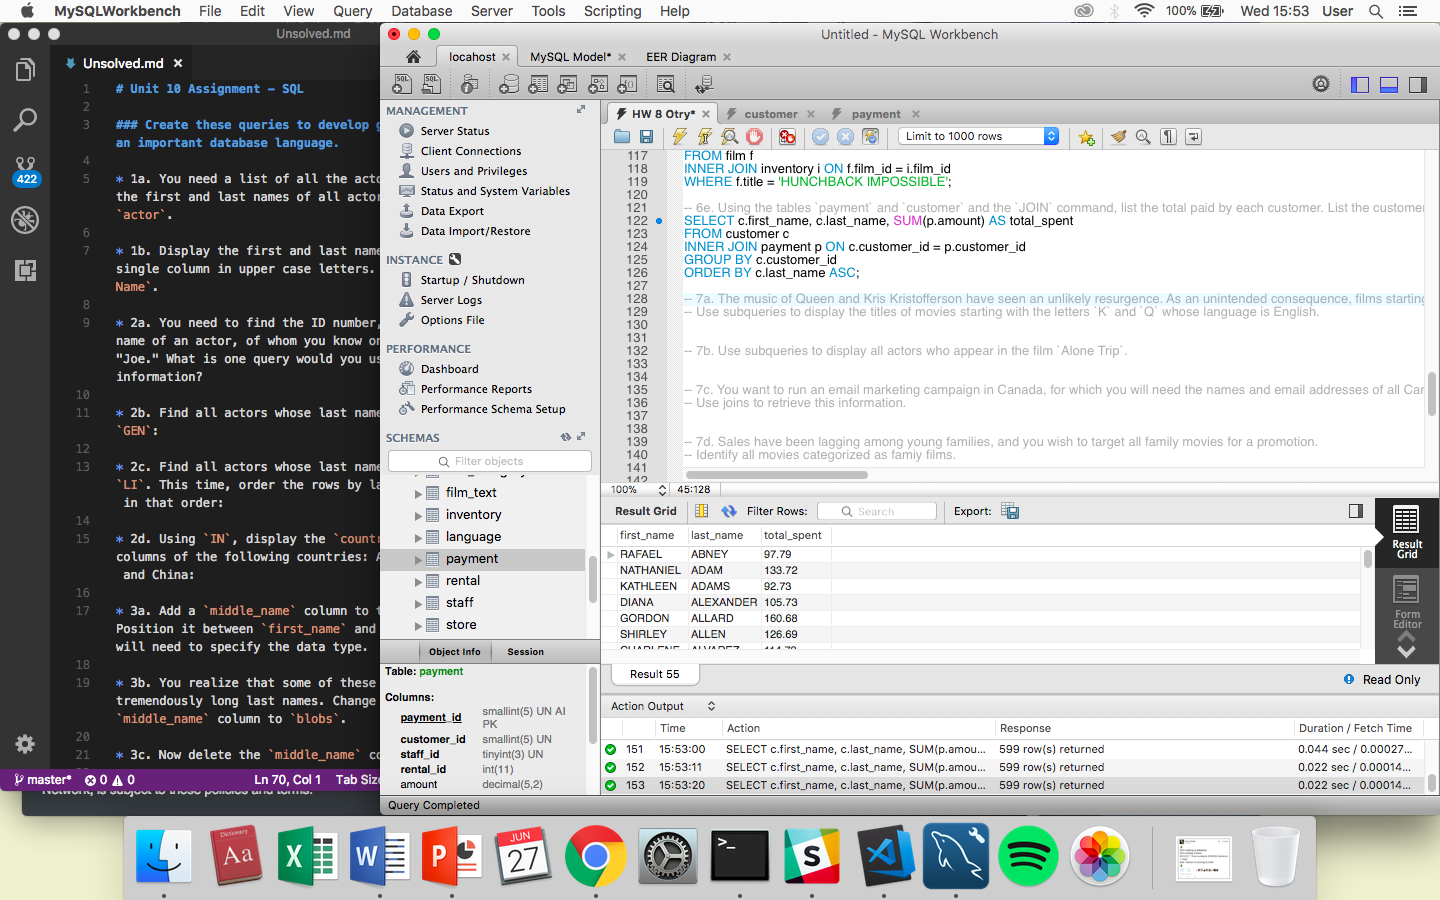 MySQLWorkbench File Edit View Query Database Server Tools Scripting Help 100% Wed 15:53 User
Unsolved.md
Unsolved.md ×
1 # Unit 10 Assignment – SQL
2
3 ### Create these queries to develop
an important database language.
4
5 * 1a. You need a list of all the
the first and last names of all
`actor`.
6
7 * 1b. Display the first and last
single column in upper case letters.
Name`.
8
9 * 2a. You need to find the ID number,
name of an actor, of whom you know
"Joe." What is one query would you
information?
10
11 * 2b. Find all actors whose last
`GEN`:
12
13 * 2c. Find all actors whose last
`LI`. This time, order the rows by
in that order:
14
15 * 2d. Using `IN`, display the
columns of the following countries:
and China:
16
17 * 3a. Add a `middle_name` column to
Position it between `first_name` and
will need to specify the data type.
18
19 * 3b. You realize that some of these
tremendously long last names. Change
`middle_name` column to `blobs`.
20
21 * 3c. Now delete the `middle_name`
422
master* 0 0 Ln 70, Col 1 Tab
Network, is subject to those policies and terms.
Untitled - MySQL Workbench
locahost × MySQL Model* × EER Diagram ×
MANAGEMENT
Server Status
Client Connections
Users and Privileges
Status and System Variables
Data Export
Data Import/Restore
INSTANCE
Startup / Shutdown
Server Logs
Options File
PERFORMANCE
Dashboard
Performance Reports
Performance Schema Setup
SCHEMAS
Filter objects
film_text
inventory
language
payment
rental
staff
store
Object Info Session
Table: payment
Columns:
payment_id smallint(5) UN AI
PK
customer_id smallint(5) UN
staff_id tinyint(3) UN
rental_id int(11)
amount decimal(5,2)
Query Completed
HW 8 Otry* × customer × payment ×
Limit to 1000 rows
117 FROM film f
118 INNER JOIN inventory i ON f.film_id = i.film_id
119 WHERE f.title = 'HUNCHBACK IMPOSSIBLE';
120
121 -- 6e. Using the tables `payment` and `customer` and the `JOIN` command, list the total paid by each customer. List the custome
122 SELECT c.first_name, c.last_name, SUM(p.amount) AS total_spent
123 FROM customer c
124 INNER JOIN payment p ON c.customer_id = p.customer_id
125 GROUP BY c.customer_id
126 ORDER BY c.last_name ASC;
127
128 -- 7a. The music of Queen and Kris Kristofferson have seen an unlikely resurgence. As an unintended consequence, films starting
129 -- Use subqueries to display the titles of movies starting with the letters `K` and `Q` whose language is English.
130
131
132 -- 7b. Use subqueries to display all actors who appear in the film `Alone Trip`.
133
134
135 -- 7c. You want to run an email marketing campaign in Canada, for which you will need the names and email addresses of all Car
136 -- Use joins to retrieve this information.
137
138
139 -- 7d. Sales have been lagging among young families, and you wish to target all family movies for a promotion.
140 -- Identify all movies categorized as famiy films.
141
142
100% 45:128
Result Grid Filter Rows: Search Export:
first_name last_name total_spent
RAFAEL ABNEY 97.79
NATHANIEL ADAM 133.72
KATHLEEN ADAMS 92.73
DIANA ALEXANDER 105.73
GORDON ALLARD 160.68
SHIRLEY ALLEN 126.69
Result Grid
Form Editor
Result 55
Read Only
Action Output
Time Action Response Duration / Fetch Time
151 15:53:00 SELECT c.first_name, c.last_name, SUM(p.amou... 599 row(s) returned 0.044 sec / 0.00027...
152 15:53:11 SELECT c.first_name, c.last_name, SUM(p.amou... 599 row(s) returned 0.022 sec / 0.00014...
153 15:53:20 SELECT c.first_name, c.last_name, SUM(p.amou... 599 row(s) returned 0.022 sec / 0.00014...
Dictionary
Aa
X
W
P
JUN
27
>_
S